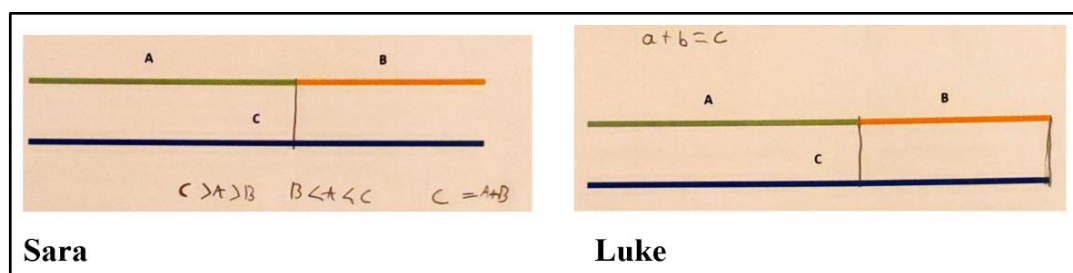 A B
C
C >A >B B<A<C C =A+B
Sara
a+b=c
A B
C
Luke